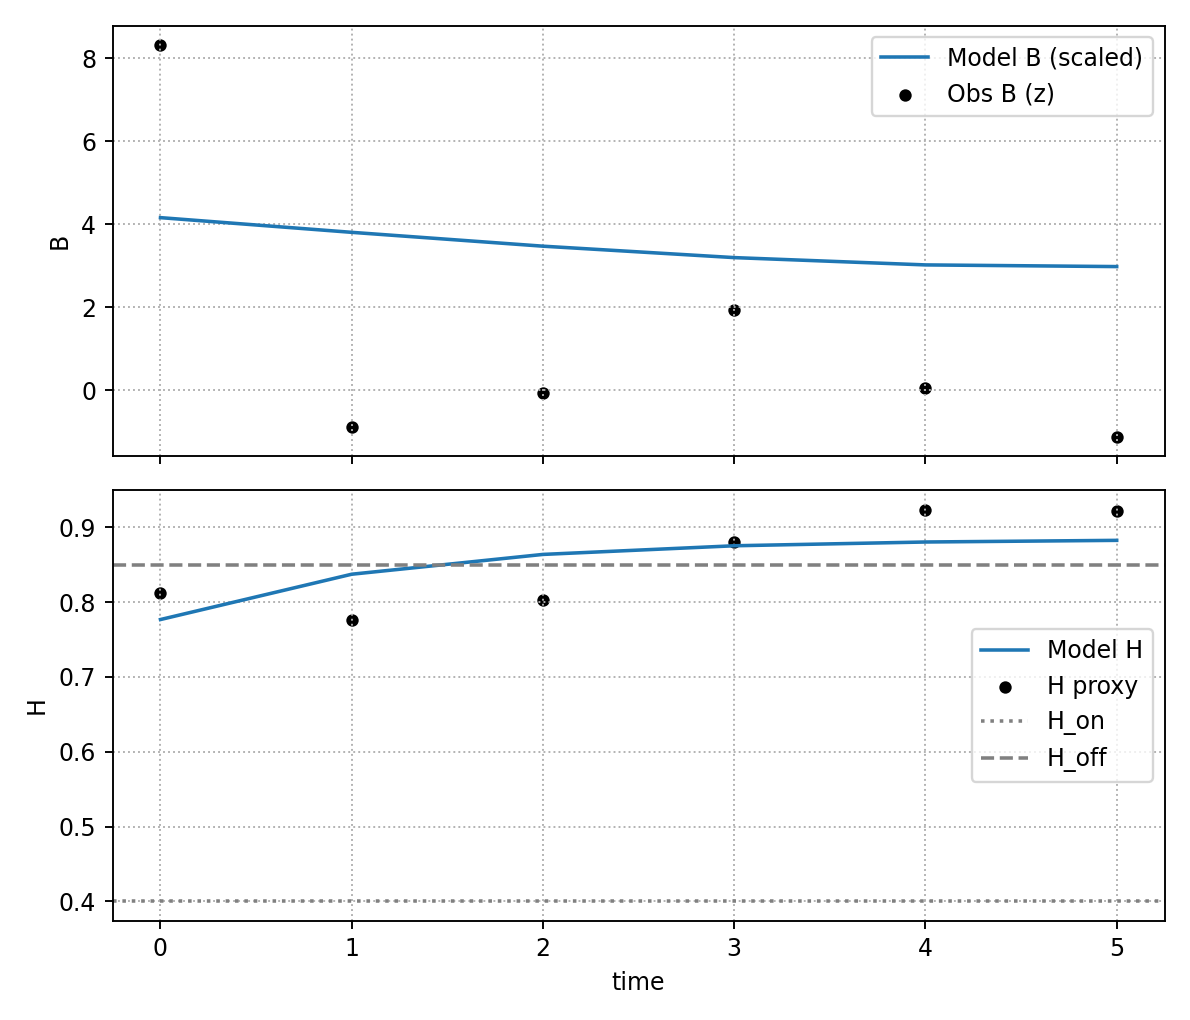 8
6
4
2
0
B
Model B (scaled)
Obs B (z)
0.9
0.8
0.7
0.6
0.5
0.4
H
Model H
H proxy
H_on
H_off
0 1 2 3 4 5
time